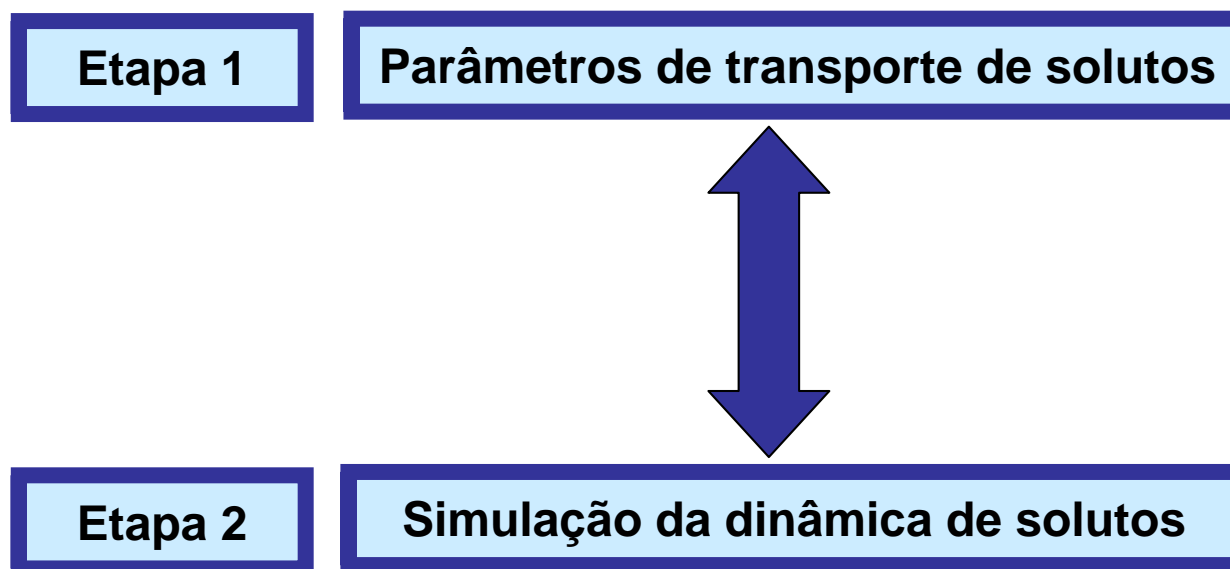 Etapa 1
Parâmetros de transporte de solutos
Etapa 2
Simulação da dinâmica de solutos